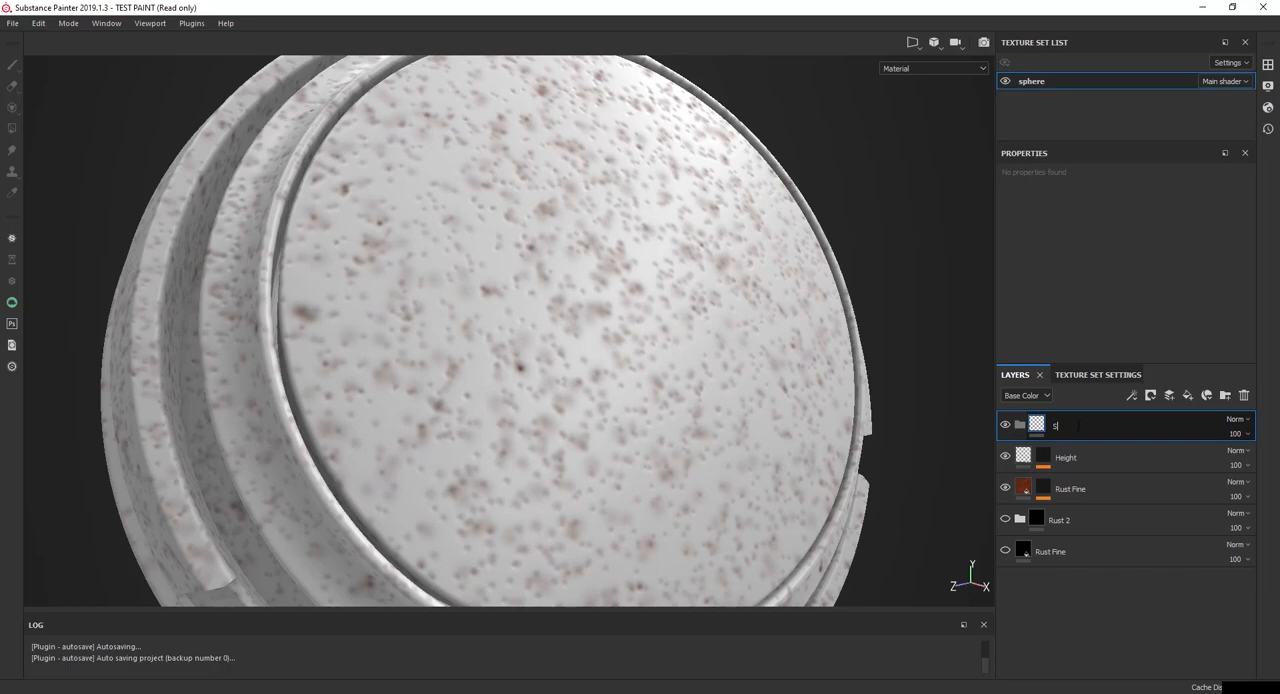 Substance Painter 2019.1.3 - TEST PAINT (Read only)
File Edit Mode Window Viewport Plugins Help
Material
TEXTURE SET LIST
Settings
sphere Main shader
PROPERTIES
No properties found
LAYERS TEXTURE SET SETTINGS
Base Color
S Norm
100
Height Norm
100
Rust Fine Norm
100
Rust 2 Norm
100
Rust Fine Norm
100
Y
Z X
Ps
LOG
[Plugin - autosave] Autosaving...
[Plugin - autosave] Auto saving project (backup number 0)...
Cache Dis